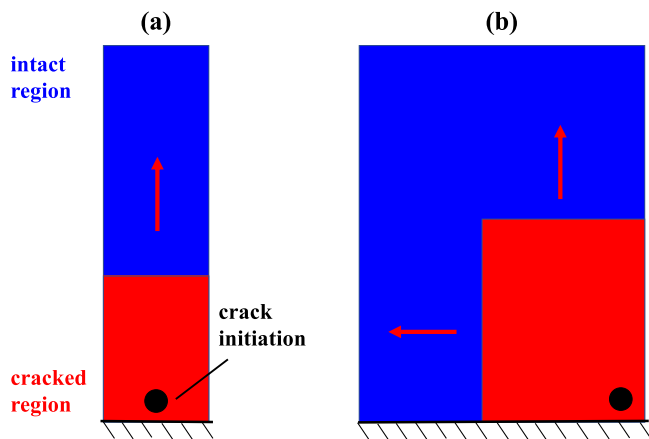 (a)
(b)
intact
region
crack
initiation
cracked
region